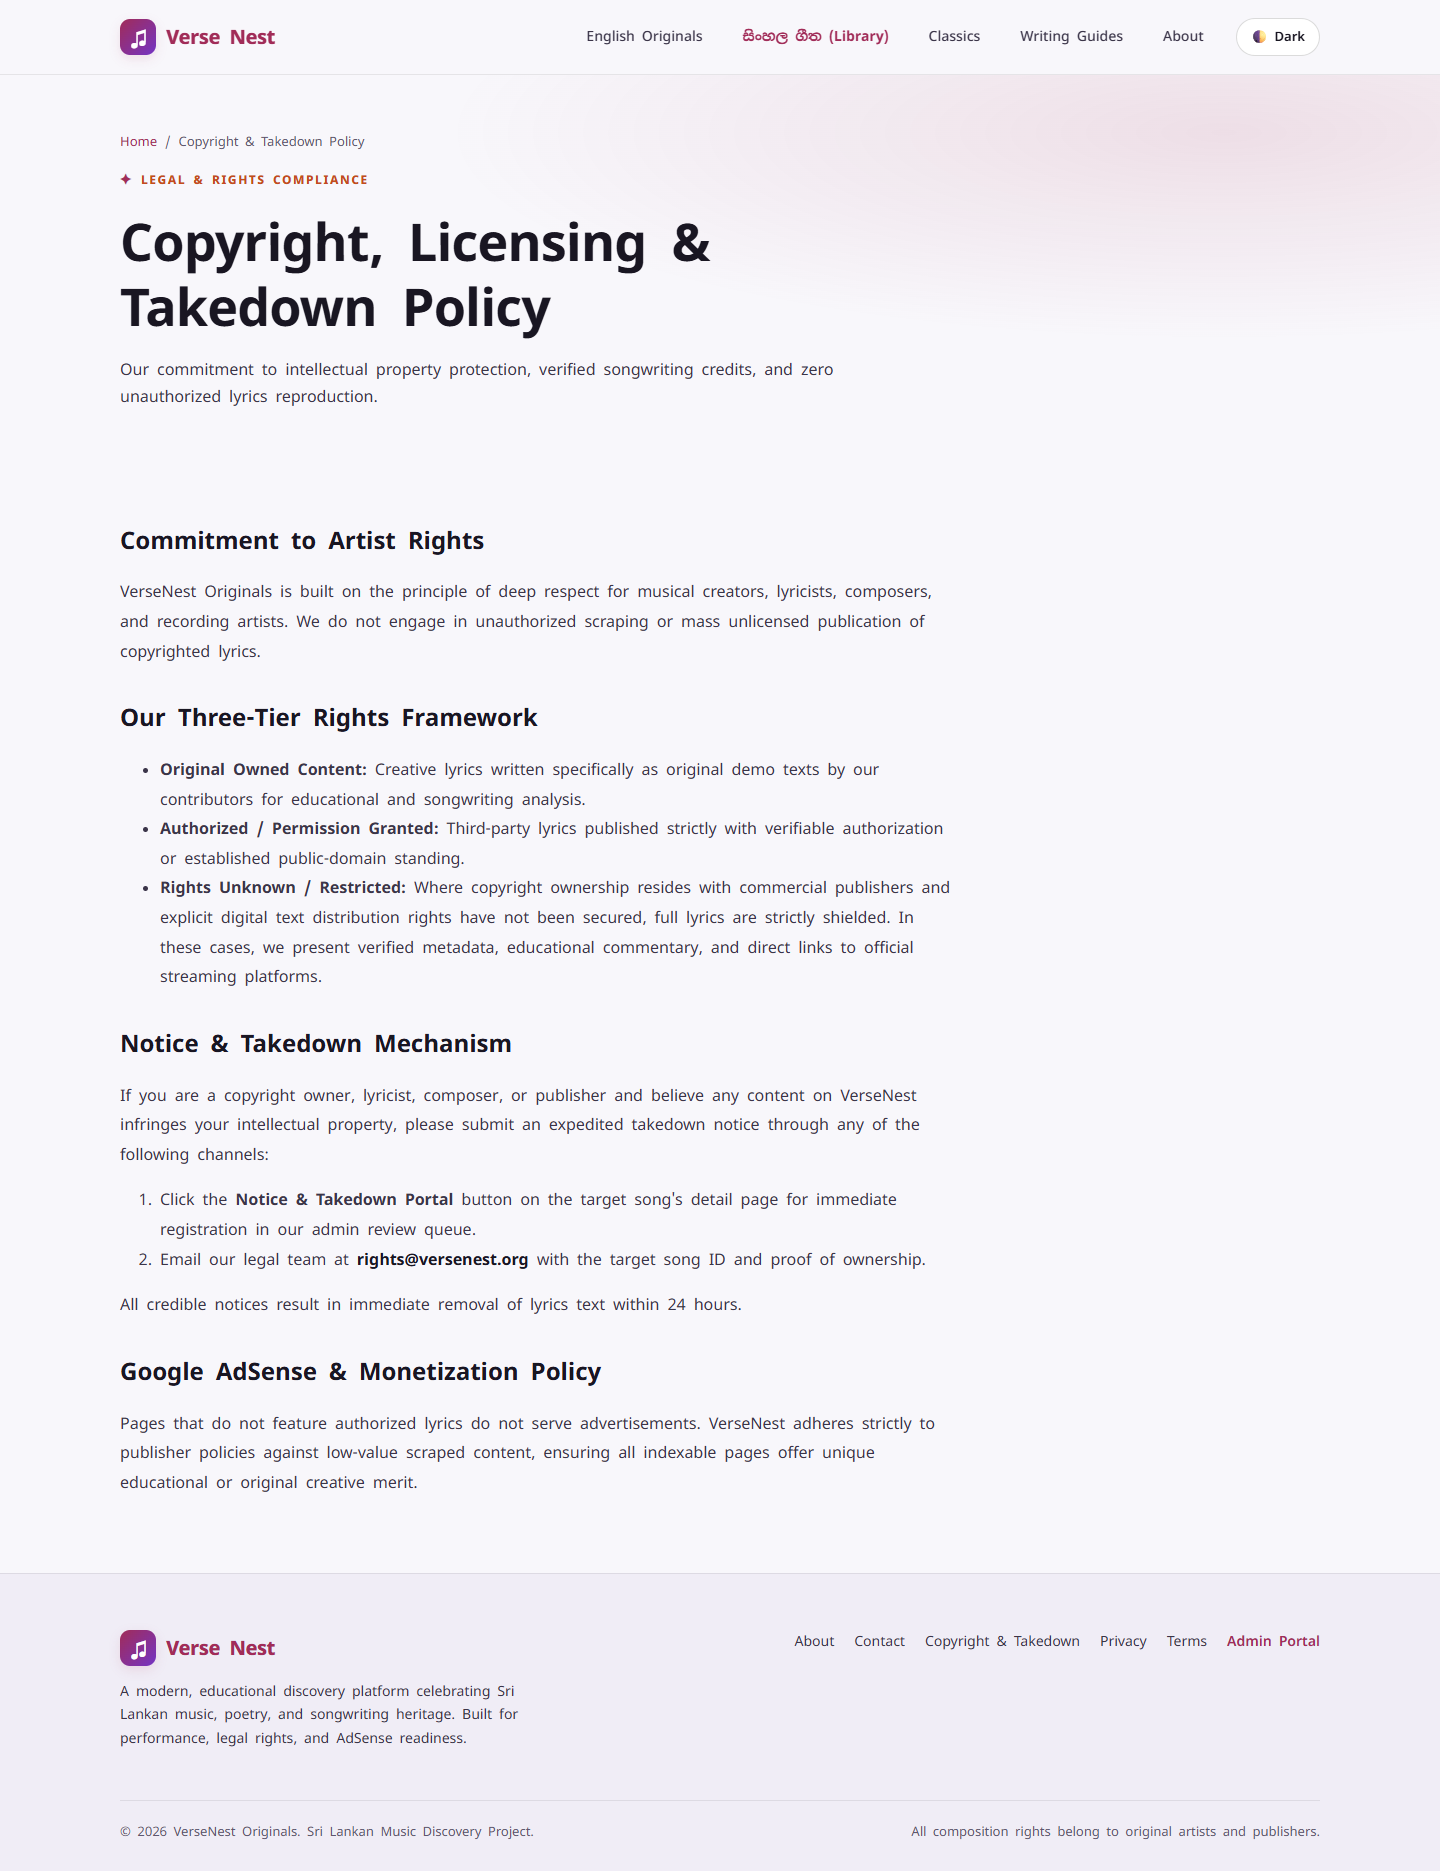 Verse Nest
English Originals
සිංහල ගීත (Library)
Classics
Writing Guides
About
Dark
Home / Copyright & Takedown Policy
✦ LEGAL & RIGHTS COMPLIANCE
Copyright, Licensing &
Takedown Policy
Our commitment to intellectual property protection, verified songwriting credits, and zero
unauthorized lyrics reproduction.
Commitment to Artist Rights
VerseNest Originals is built on the principle of deep respect for musical creators, lyricists, composers,
and recording artists. We do not engage in unauthorized scraping or mass unlicensed publication of
copyrighted lyrics.
Our Three-Tier Rights Framework
• Original Owned Content: Creative lyrics written specifically as original demo texts by our
contributors for educational and songwriting analysis.
• Authorized / Permission Granted: Third-party lyrics published strictly with verifiable authorization
or established public-domain standing.
• Rights Unknown / Restricted: Where copyright ownership resides with commercial publishers and
explicit digital text distribution rights have not been secured, full lyrics are strictly shielded. In
these cases, we present verified metadata, educational commentary, and direct links to official
streaming platforms.
Notice & Takedown Mechanism
If you are a copyright owner, lyricist, composer, or publisher and believe any content on VerseNest
infringes your intellectual property, please submit an expedited takedown notice through any of the
following channels:
1. Click the Notice & Takedown Portal button on the target song's detail page for immediate
registration in our admin review queue.
2. Email our legal team at rights@versenest.org with the target song ID and proof of ownership.
All credible notices result in immediate removal of lyrics text within 24 hours.
Google AdSense & Monetization Policy
Pages that do not feature authorized lyrics do not serve advertisements. VerseNest adheres strictly to
publisher policies against low-value scraped content, ensuring all indexable pages offer unique
educational or original creative merit.
Verse Nest
About
Contact
Copyright & Takedown
Privacy
Terms
Admin Portal
A modern, educational discovery platform celebrating Sri
Lankan music, poetry, and songwriting heritage. Built for
performance, legal rights, and AdSense readiness.
© 2026 VerseNest Originals. Sri Lankan Music Discovery Project.
All composition rights belong to original artists and publishers.